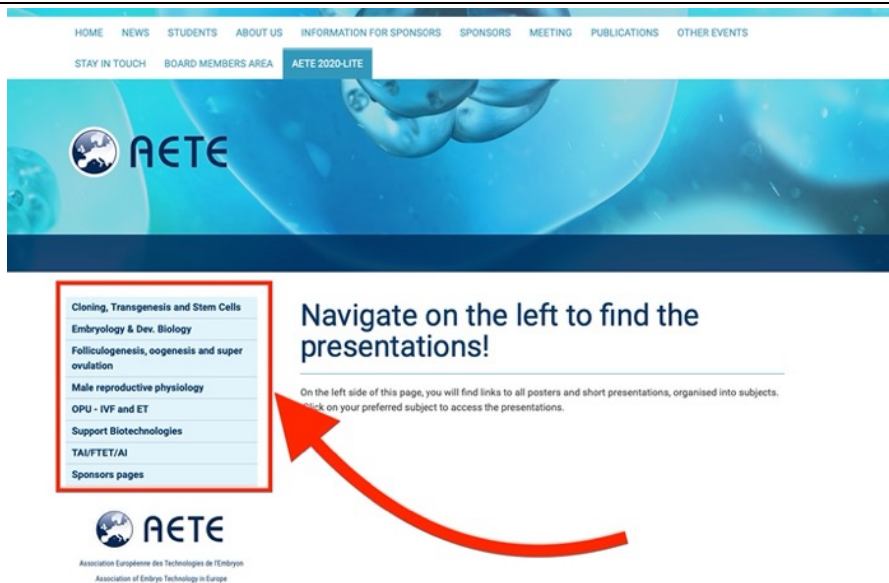 HOME NEWS STUDENTS ABOUT US INFORMATION FOR SPONSORS SPONSORS MEETING PUBLICATIONS OTHER EVENTS
STAY IN TOUCH BOARD MEMBERS AREA AETE 2020-LITE
AETE
Cloning, Transgenesis and Stem Cells
Embryology & Dev. Biology
Folliculogenesis, oogenesis and super
ovulation
Male reproductive physiology
OPU - IVF and ET
Support Biotechnologies
TAI/FTET/AI
Sponsors pages
Navigate on the left to find the
presentations!
On the left side of this page, you will find links to all posters and short presentations, organised into subjects.
Click on your preferred subject to access the presentations.
AETE
Association Européenne des Technologies de l'Embryon
Association of Embryo Technology in Europe